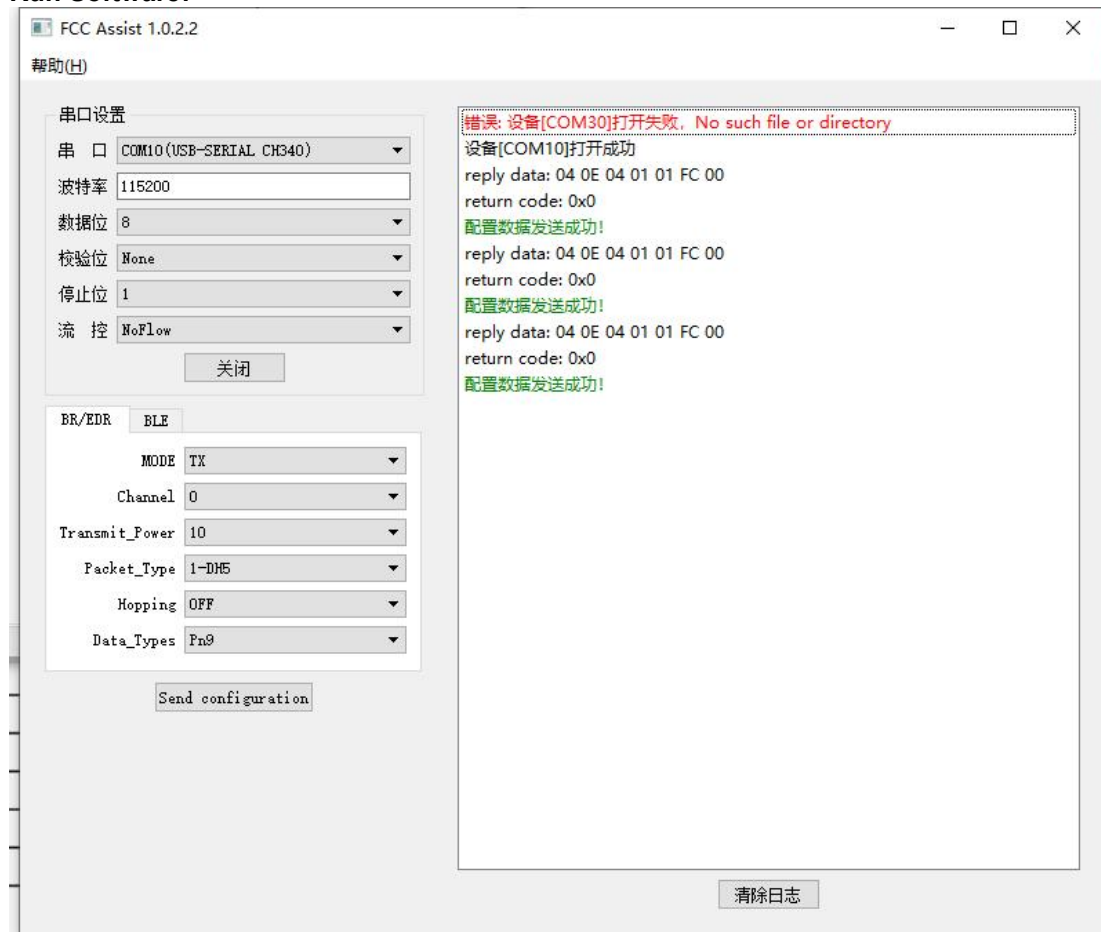 Run Software:
FCC Assist 1.0.2.2
帮助(H)
串口设置
串 口 COM10(USB-SERIAL CH340)
波特率 115200
数据位 8
校验位 None
停止位 1
流 控 NoFlow
关闭
BR/EDR BLE
MODE TX
Channel 0
Transmit_Power 10
Packet_Type 1-DH5
Hopping OFF
Data_Types Pn9
Send configuration
错误: 设备[COM30]打开失败, No such file or directory
设备[COM10]打开成功
reply data: 04 0E 04 01 01 FC 00
return code: 0x0
配置数据发送成功!
reply data: 04 0E 04 01 01 FC 00
return code: 0x0
配置数据发送成功!
reply data: 04 0E 04 01 01 FC 00
return code: 0x0
配置数据发送成功!
清除日志